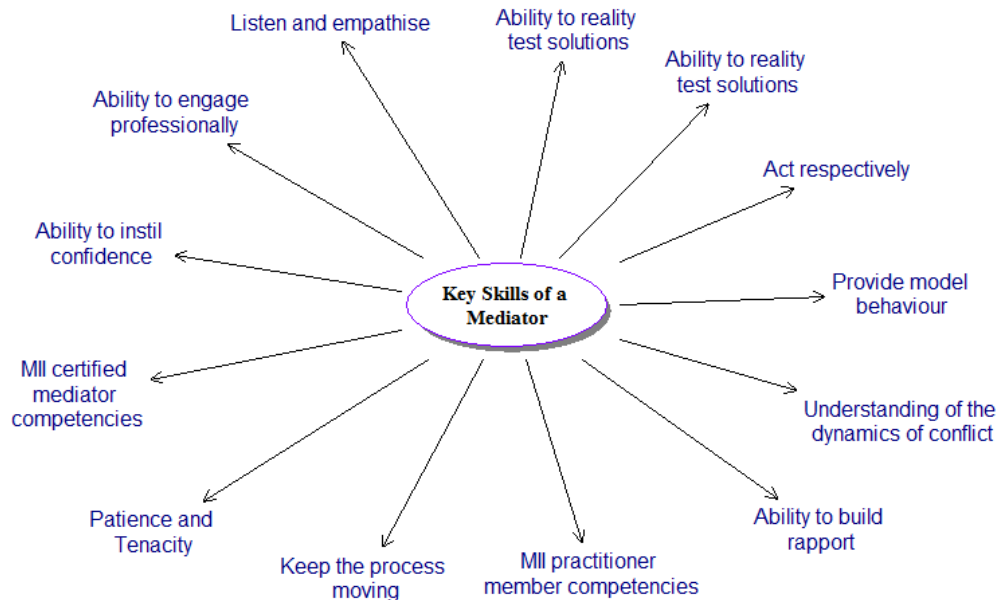 Listen and empathise
Ability to reality
test solutions
Ability to reality
test solutions
Ability to engage
professionally
Act respectively
Ability to instil
confidence
Key Skills of a
Mediator
Provide model
behaviour
MII certified
mediator
competencies
Understanding of the
dynamics of conflict
Patience and
Tenacity
Keep the process
moving
MII practitioner
member competencies
Ability to build
rapport